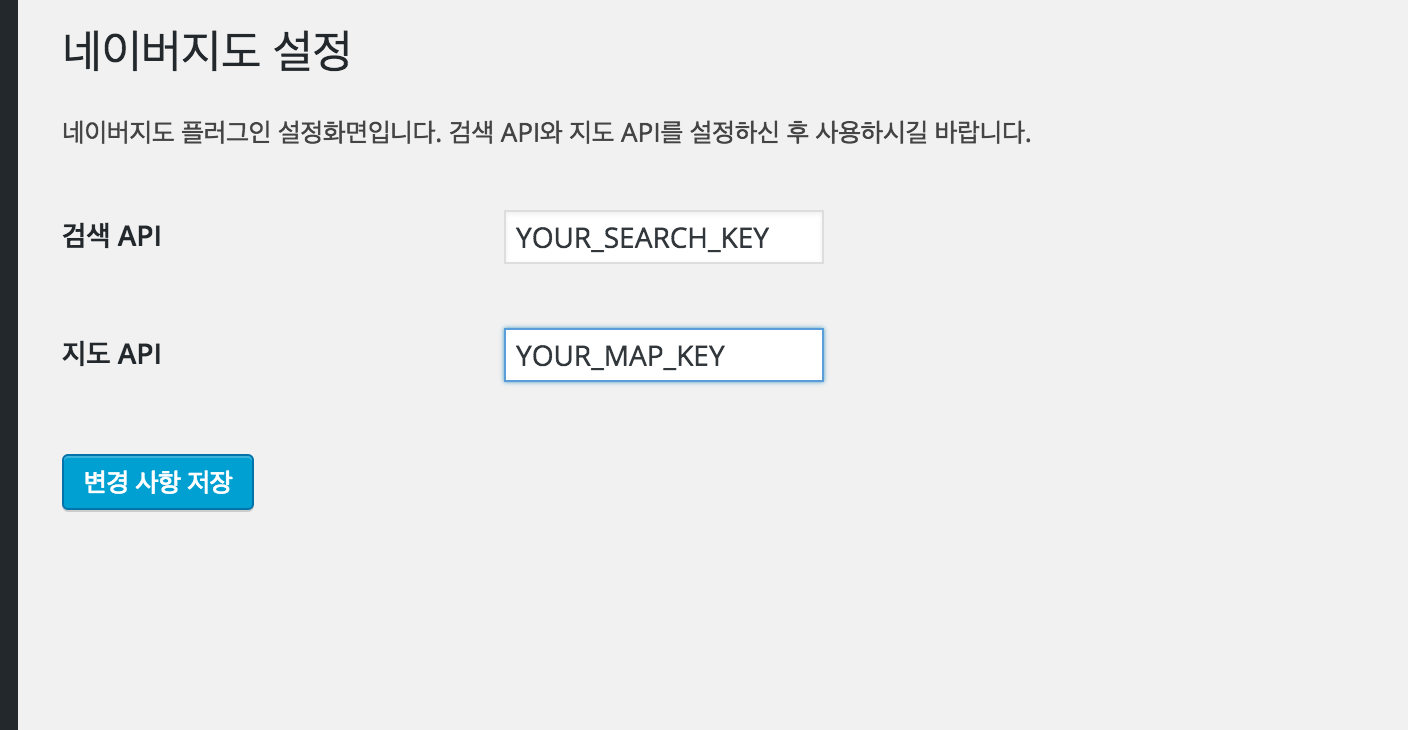 네이버지도 설정
네이버지도 플러그인 설정화면입니다. 검색 API와 지도 API를 설정하신 후 사용하시길 바랍니다.
검색 API YOUR_SEARCH_KEY
지도 API YOUR_MAP_KEY
변경 사항 저장